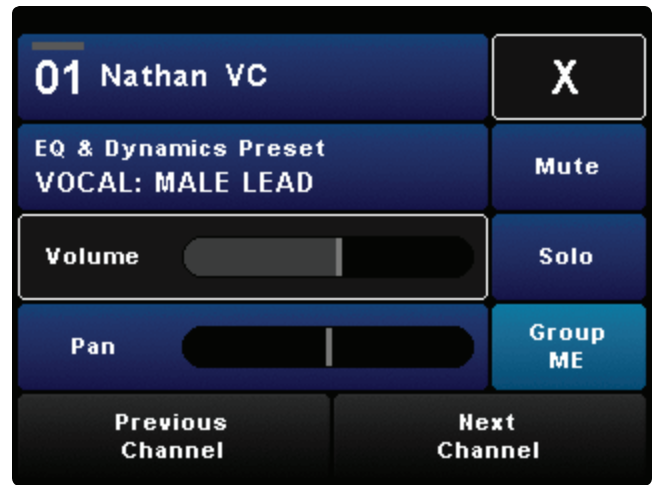 01 Nathan VC
X
EQ & Dynamics Preset
VOCAL: MALE LEAD
Mute
Volume
Solo
Pan
Group
ME
Previous
Channel
Next
Channel